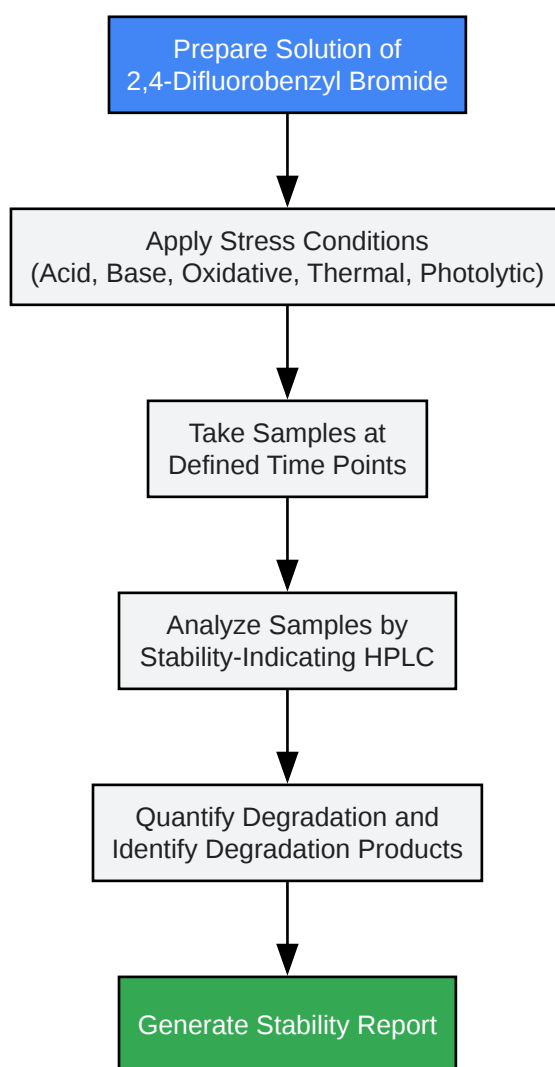 Prepare Solution of
2,4-Difluorobenzyl Bromide
Apply Stress Conditions
(Acid, Base, Oxidative, Thermal, Photolytic)
Take Samples at
Defined Time Points
Analyze Samples by
Stability-Indicating HPLC
Quantify Degradation and
Identify Degradation Products
Generate Stability Report